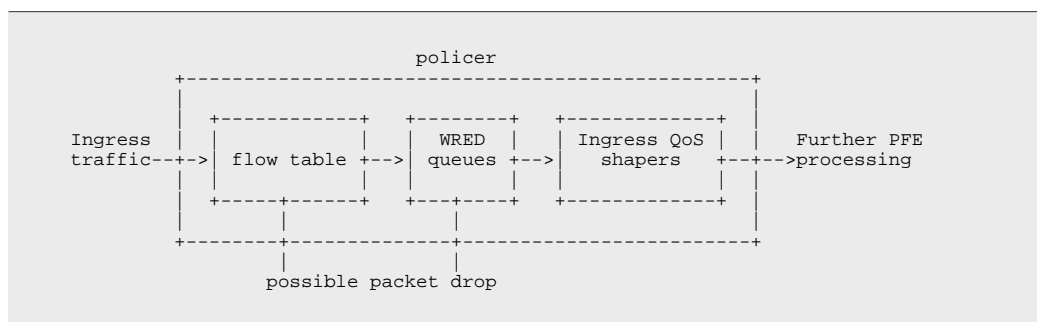 policer
Ingress traffic
flow table
WRED queues
Ingress QoS shapers
Further PFE processing
possible packet drop